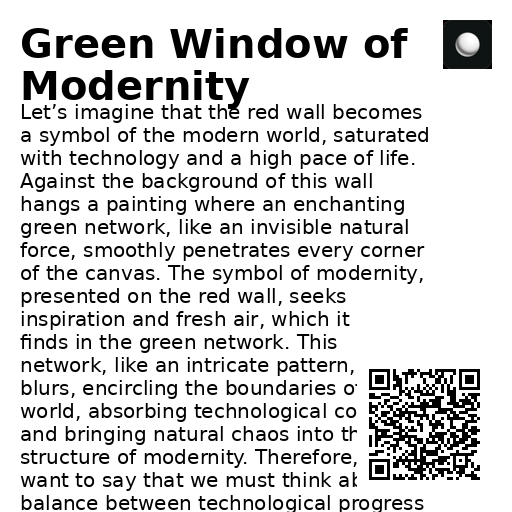 Green Window of
Modernity
Let’s imagine that the red wall becomes
a symbol of the modern world, saturated
with technology and a high pace of life.
Against the background of this wall
hangs a painting where an enchanting
green network, like an invisible natural
force, smoothly penetrates every corner
of the canvas. The symbol of modernity,
presented on the red wall, seeks
inspiration and fresh air, which it
finds in the green network. This
network, like an intricate pattern,
blurs, encircling the boundaries
world, absorbing technological
and bringing natural chaos into
structure of modernity. Therefore,
want to say that we must think
balance between technological progress